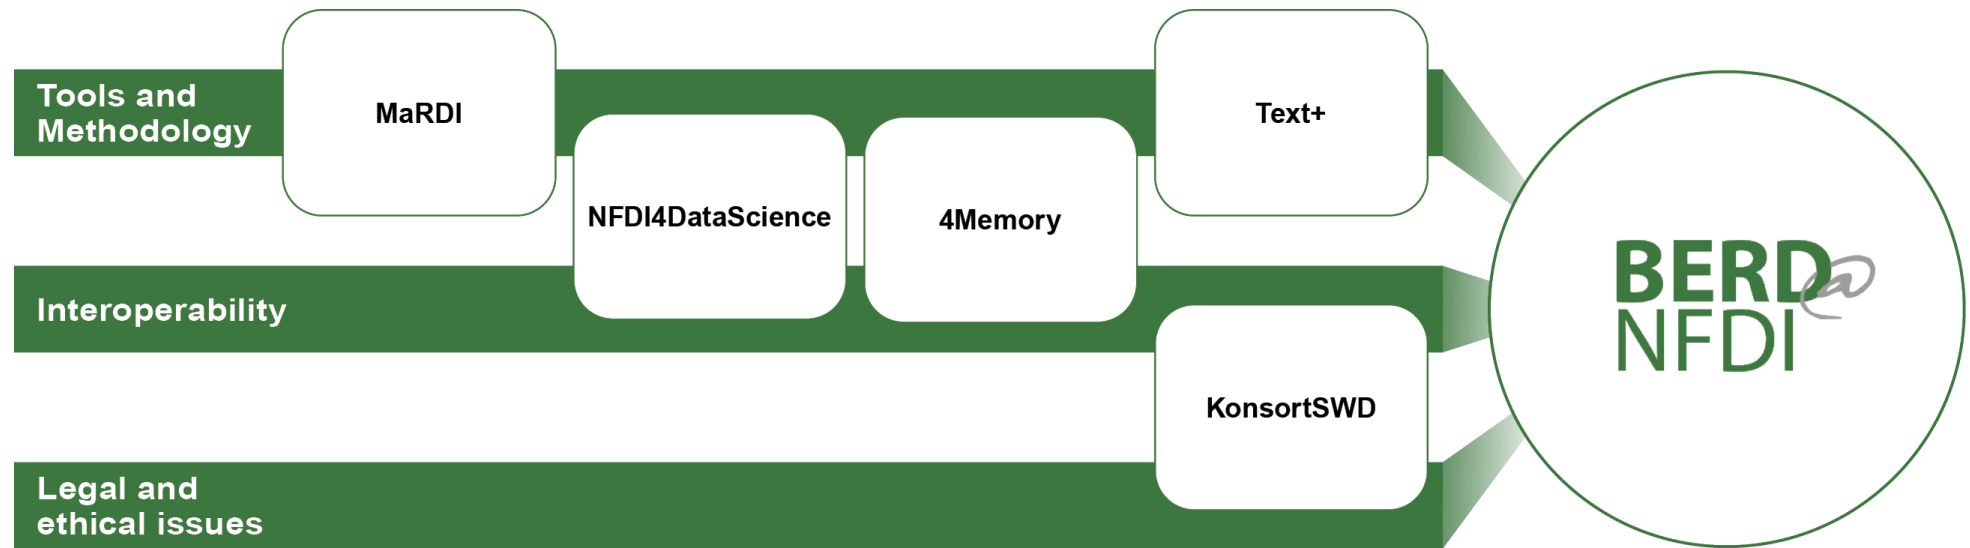 Tools and
Methodology
MaRDI
Text+
NFDI4DataScience
4Memory
Interoperability
KonsortSWD
Legal and
ethical issues
BERD@
NFDI